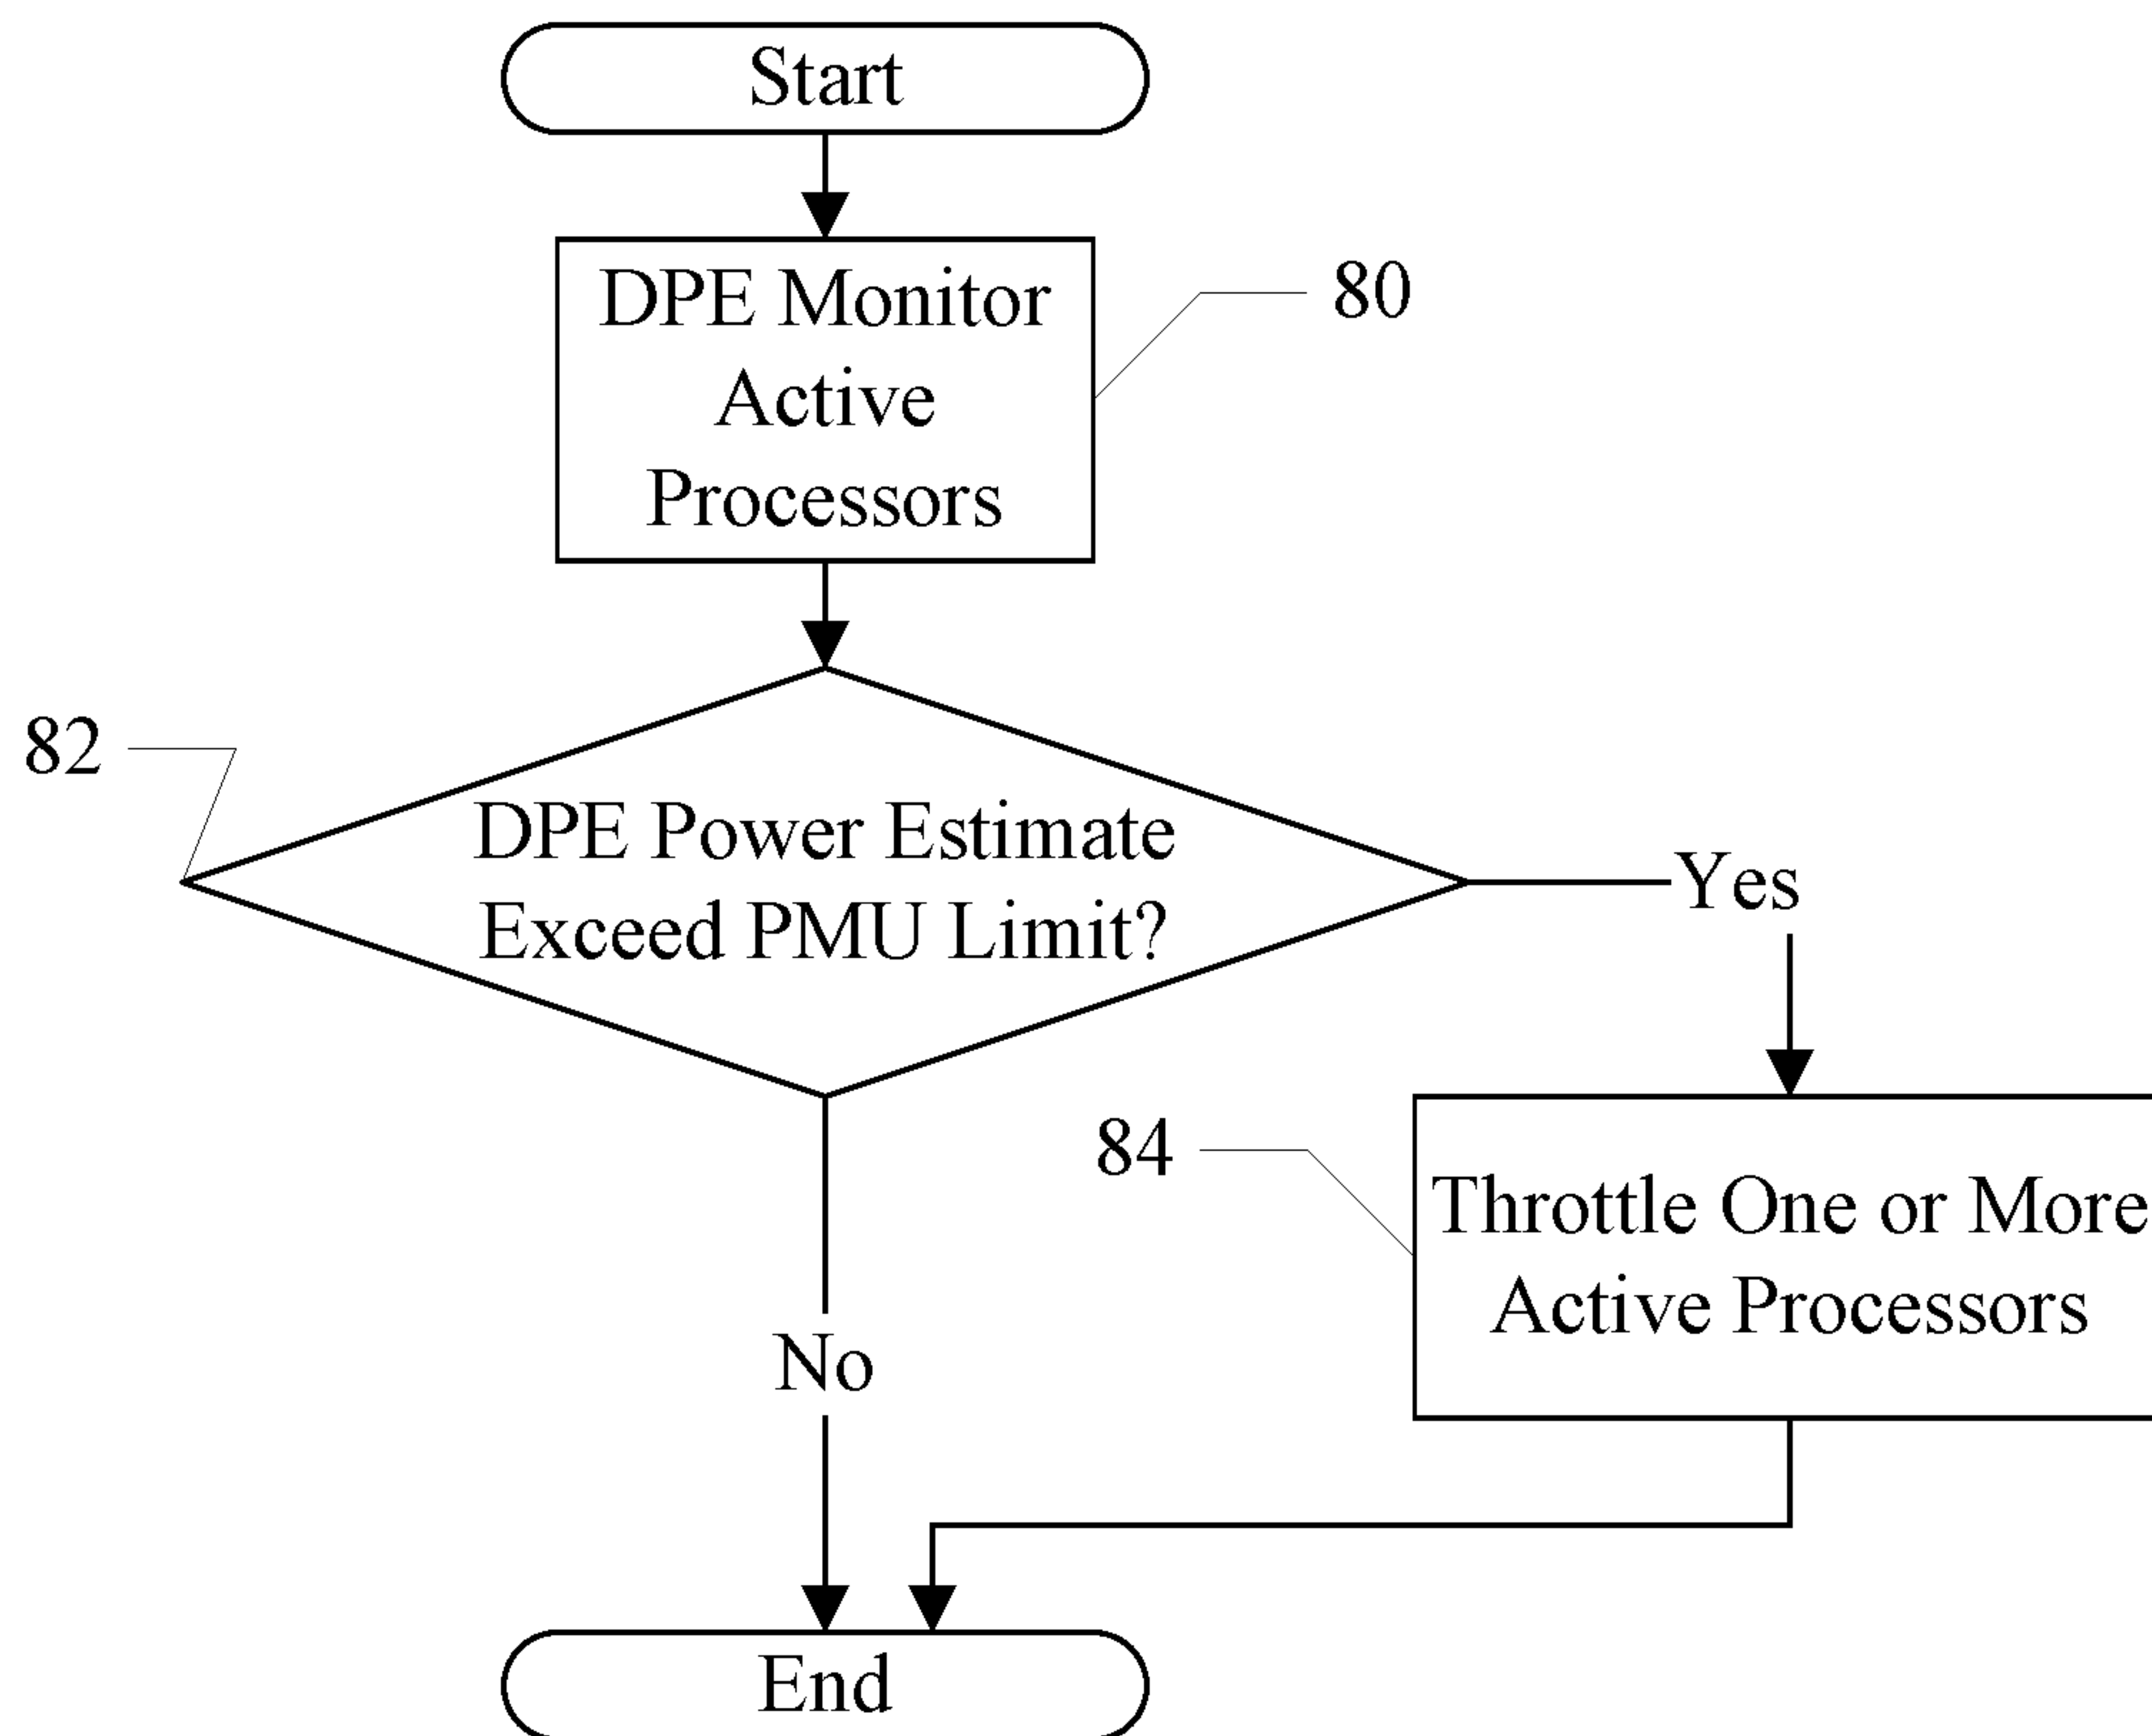 Start
DPE Monitor
Active
Processors
80
82
DPE Power Estimate
Exceed PMU Limit?
Yes
84
Throttle One or More
Active Processors
No
End